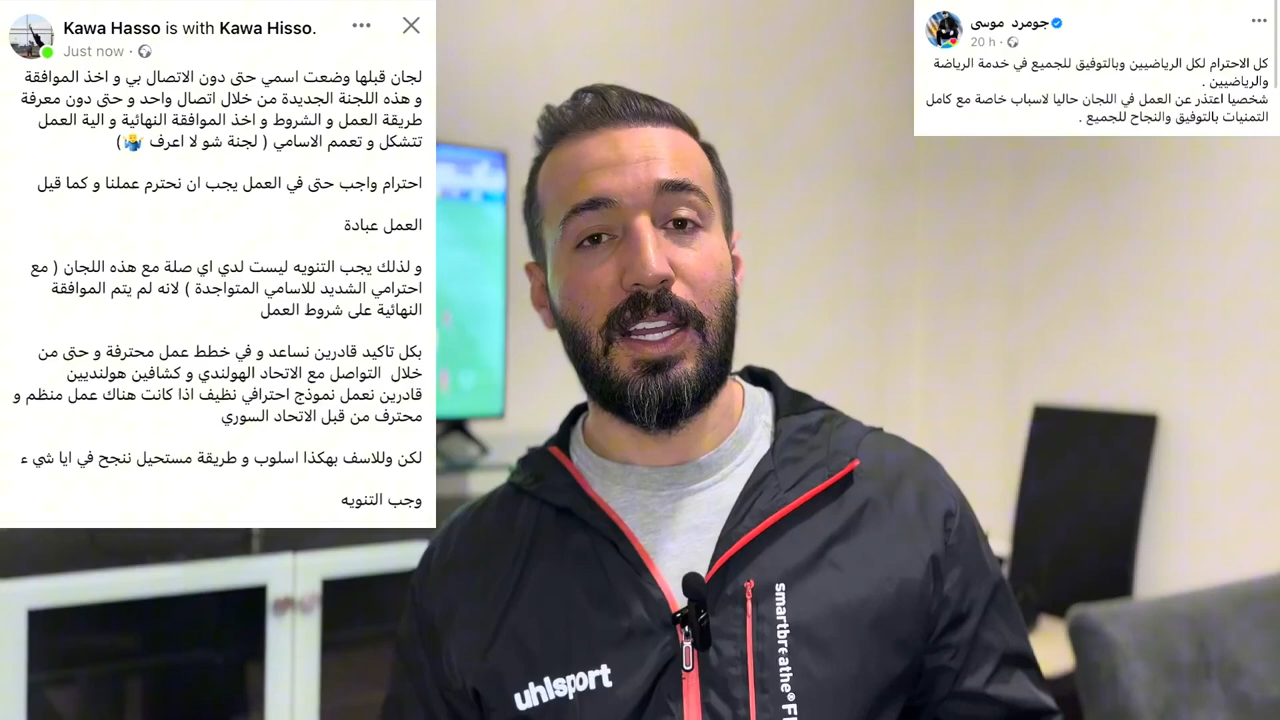 Kawa Hasso is with Kawa Hisso.
Just now
لجان قبلها وضعت اسمي حتى دون الاتصال بي و اخذ الموافقة
و هذه اللجنة الجديدة من خلال اتصال واحد و حتى دون معرفة
طريقة العمل و الشروط و اخذ الموافقة النهائية و الية العمل
تتشكل و تعمم الاسامي ( لجنة شو لا اعرف 🤷‍♂️)
احترام واجب حتى في العمل يجب ان نحترم عملنا و كما قيل
العمل عبادة
و لذلك يجب التنويه ليست لدي اي صلة مع هذه اللجان ( مع
احترامي الشديد للاسامي المتواجدة ) لانه لم يتم الموافقة
النهائية على شروط العمل
بكل تاكيد قادرين نساعد و في خطط عمل محترفة و حتى من
خلال التواصل مع الاتحاد الهولندي و كشافين هولنديين
قادرين نعمل نموذج احترافي نظيف اذا كانت هناك عمل منظم و
محترف من قبل الاتحاد السوري
لكن وللاسف بهكذا اسلوب و طريقة مستحيل ننجح في ايا شي ء
وجب التنويه
جومرد موسى
20 h
كل الاحترام لكل الرياضيين وبالتوفيق للجميع في خدمة الرياضة
والرياضيين .
شخصيا اعتذر عن العمل في اللجان حاليا لاسباب خاصة مع كامل
التمنيات بالتوفيق والنجاح للجميع .
uhlsport
smartbreathe® F